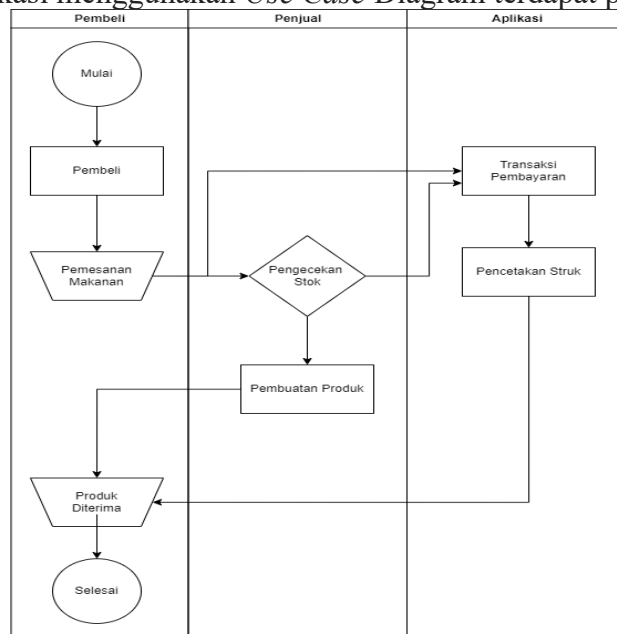 kasi menggunakan Use Case Diagram terdapat p
Pembeli
Penjual
Aplikasi
Mulai
Pembeli
Transaksi
Pembayaran
Pemesanan
Makanan
Pengecekan
Stok
Pencetakan Struk
Pembuatan Produk
Produk
Diterima
Selesai